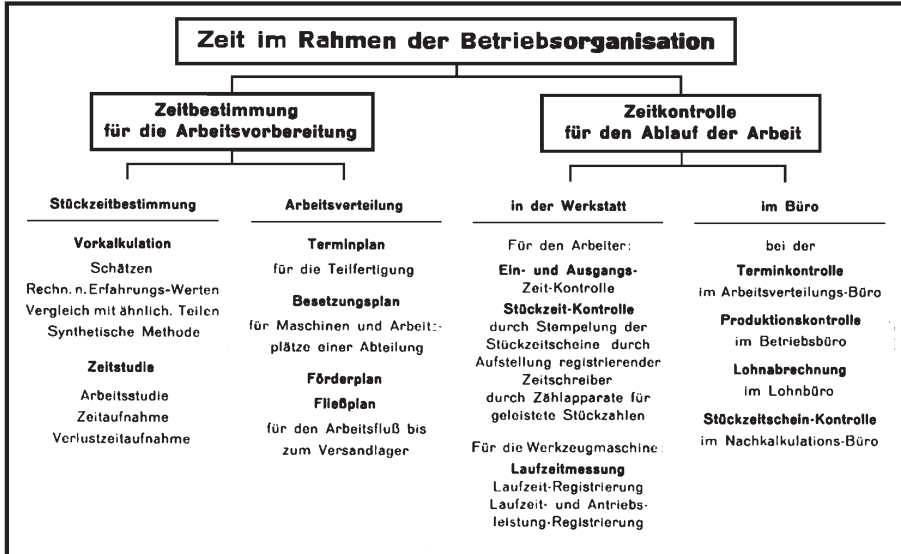 Zeit im Rahmen der Betriebsorganisation
Zeitbestimmung
für die Arbeitsvorbereitung
Stückzeitbestimmung
Vorkalkulation
Schätzen
Rechn. n. Erfahrungs-Werten
Vergleich mit ähnlich. Teilen
Synthetische Methode
Zeitstudie
Arbeitsstudie
Zeitaufnahme
Verlustzeitaufnahme
Arbeitsverteilung
Terminplan
für die Teilfertigung
Besetzungsplan
für Maschinen und Arbeits-
plätze einer Abteilung
Förderplan
Fließplan
für den Arbeitsfluß bis
zum Versandlager
Zeitkontrolle
für den Ablauf der Arbeit
in der Werkstatt
Für den Arbeiter:
Ein- und Ausgangs-
Zeit-Kontrolle
Stückzeit-Kontrolle
durch Stempelung der
Stückzeitscheine durch
Aufstellung registrierender
Zeitschreiber
durch Zählapparate für
geleistete Stückzahlen
Für die Werkzeugmaschine:
Laufzeitmessung
Laufzeit-Registrierung
Laufzeit- und Antriebs-
leistung-Registrierung
im Büro
bei der
Terminkontrolle
im Arbeitsverteilungs-Büro
Produktionskontrolle
im Betriebsbüro
Lohnabrechnung
im Lohnbüro
Stückzeitschein-Kontrolle
im Nachkalkulations-Büro